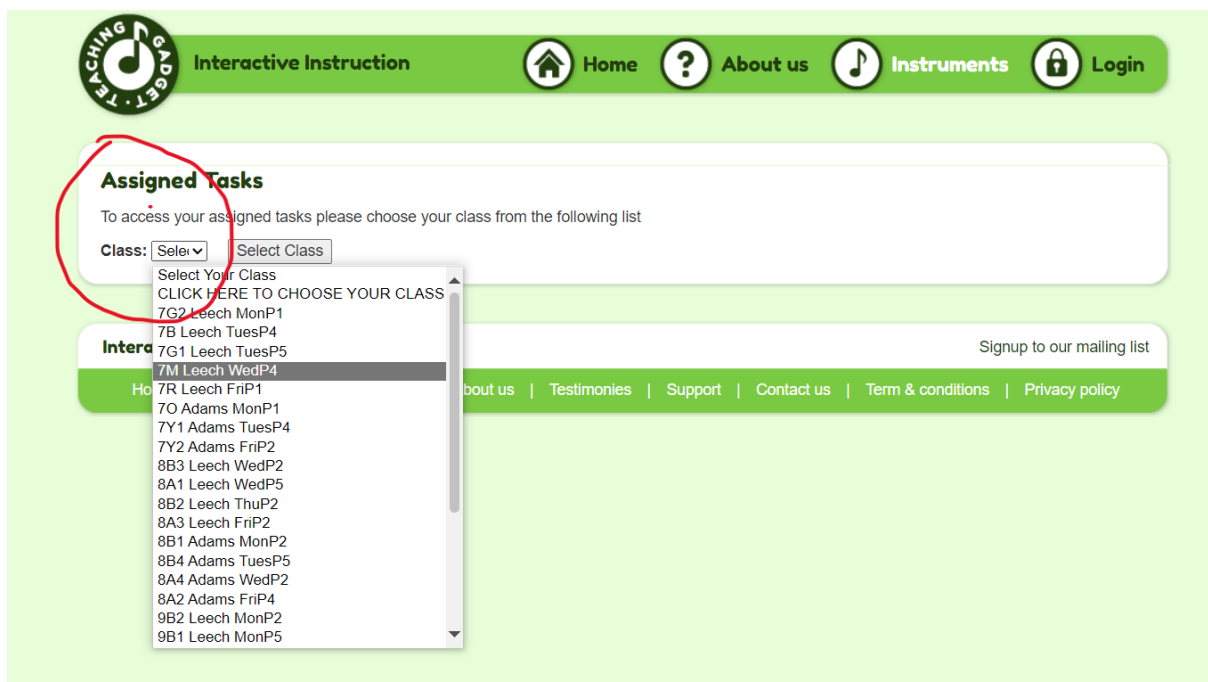 TEACHING GADGET
Interactive Instruction
Home
About us
Instruments
Login
Assigned Tasks
To access your assigned tasks please choose your class from the following list
Class: Select Class
Select Your Class
CLICK HERE TO CHOOSE YOUR CLASS
7G2 Leech MonP1
7B Leech TuesP4
7G1 Leech TuesP5
7M Leech WedP4
7R Leech FriP1
7O Adams MonP1
7Y1 Adams TuesP4
7Y2 Adams FriP2
8B3 Leech WedP2
8A1 Leech WedP5
8B2 Leech ThuP2
8A3 Leech FriP2
8B1 Adams MonP2
8B4 Adams TuesP5
8A4 Adams WedP2
8A2 Adams FriP4
9B2 Leech MonP2
9B1 Leech MonP5
Signup to our mailing list
| Testimonies | Support | Contact us | Term & conditions | Privacy policy